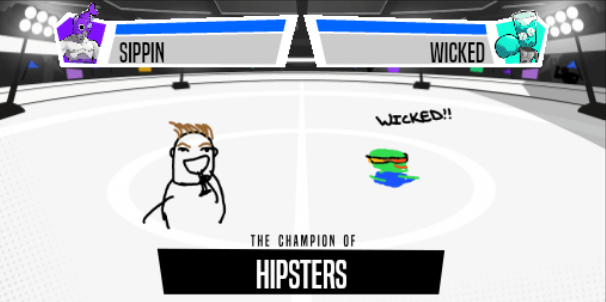 SIPPIN
WICKED
WICKED!!
THE CHAMPION OF
HIPSTERS